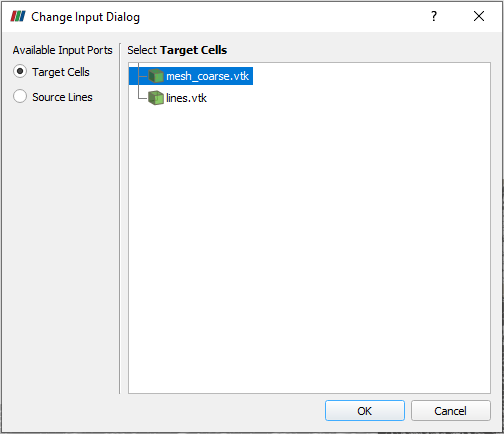 Change Input Dialog
?
Available Input Ports
Target Cells
Source Lines
Select Target Cells
mesh_coarse.vtk
lines.vtk
OK
Cancel